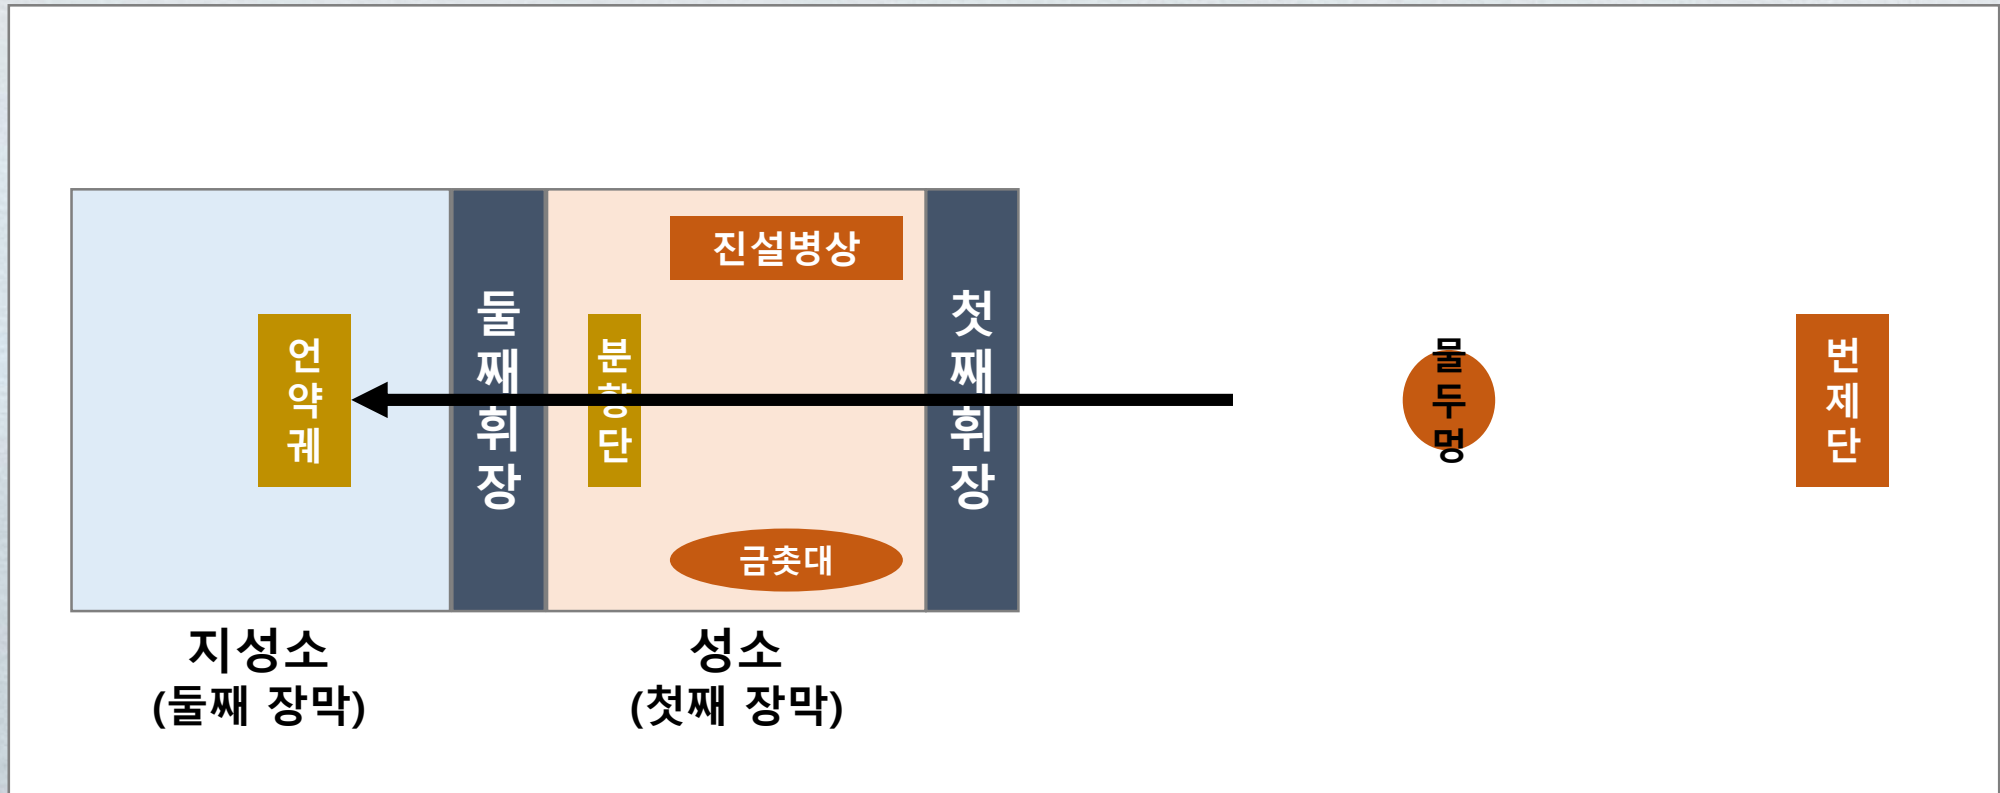 진설병상
언약궤
둘째휘장
분향단
첫째휘장
물두멍
번제단
금촛대
지성소
(둘째 장막)
성소
(첫째 장막)